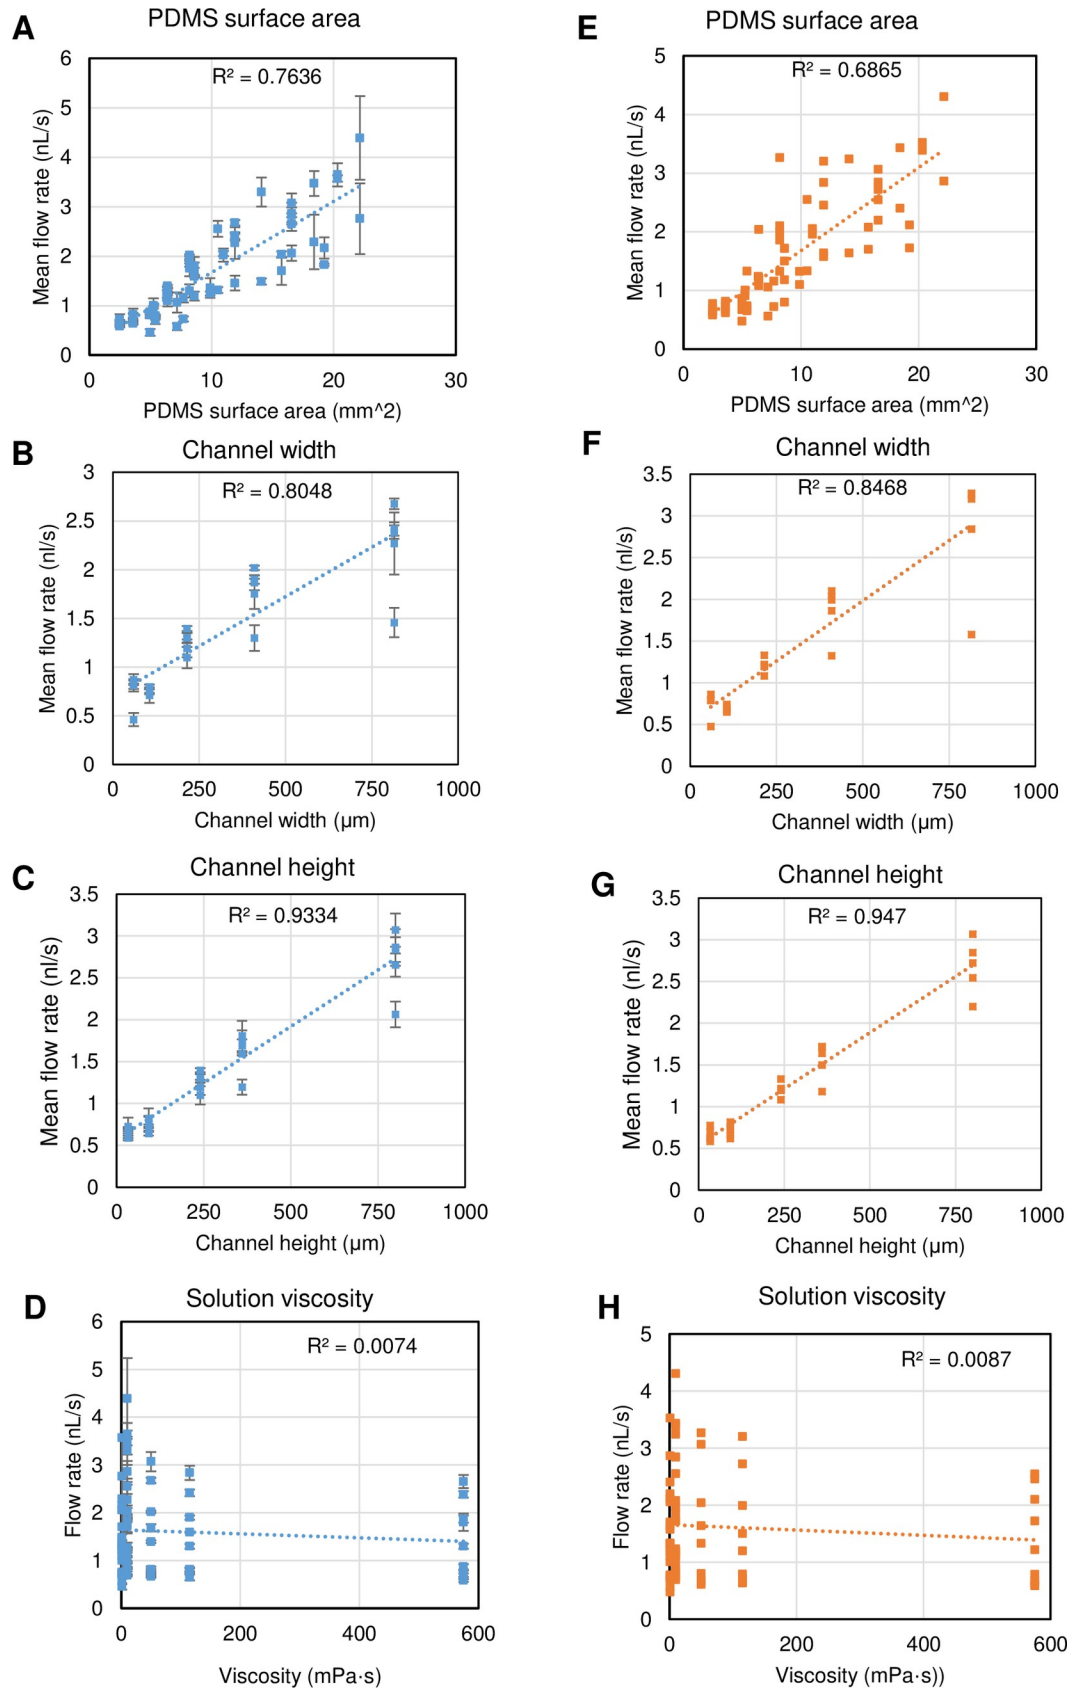 A
PDMS surface area
R² = 0.7636
Mean flow rate (nL/s)
6
5
4
3
2
1
0
0 10 20 30
PDMS surface area (mm^2)
E
PDMS surface area
R² = 0.6865
Mean flow rate (nL/s)
5
4
3
2
1
0
0 10 20 30
PDMS surface area (mm^2)
B
Channel width
R² = 0.8048
Mean flow rate (nl/s)
3
2.5
2
1.5
1
0.5
0
0 250 500 750 1000
Channel width (µm)
F
Channel width
R² = 0.8468
Mean flow rate (nl/s)
3.5
3
2.5
2
1.5
1
0.5
0
0 250 500 750 1000
Channel width (µm)
C
Channel height
R² = 0.9334
Mean flow rate (nl/s)
3.5
3
2.5
2
1.5
1
0.5
0
0 250 500 750 1000
Channel height (µm)
G
Channel height
R² = 0.947
Mean flow rate (nl/s)
3.5
3
2.5
2
1.5
1
0.5
0
0 250 500 750 1000
Channel height (µm)
D
Solution viscosity
R² = 0.0074
Flow rate (nL/s)
6
5
4
3
2
1
0
0 200 400 600
Viscosity (mPa·s)
H
Solution viscosity
R² = 0.0087
Flow rate (nL/s)
5
4
3
2
1
0
0 200 400 600
Viscosity (mPa·s))